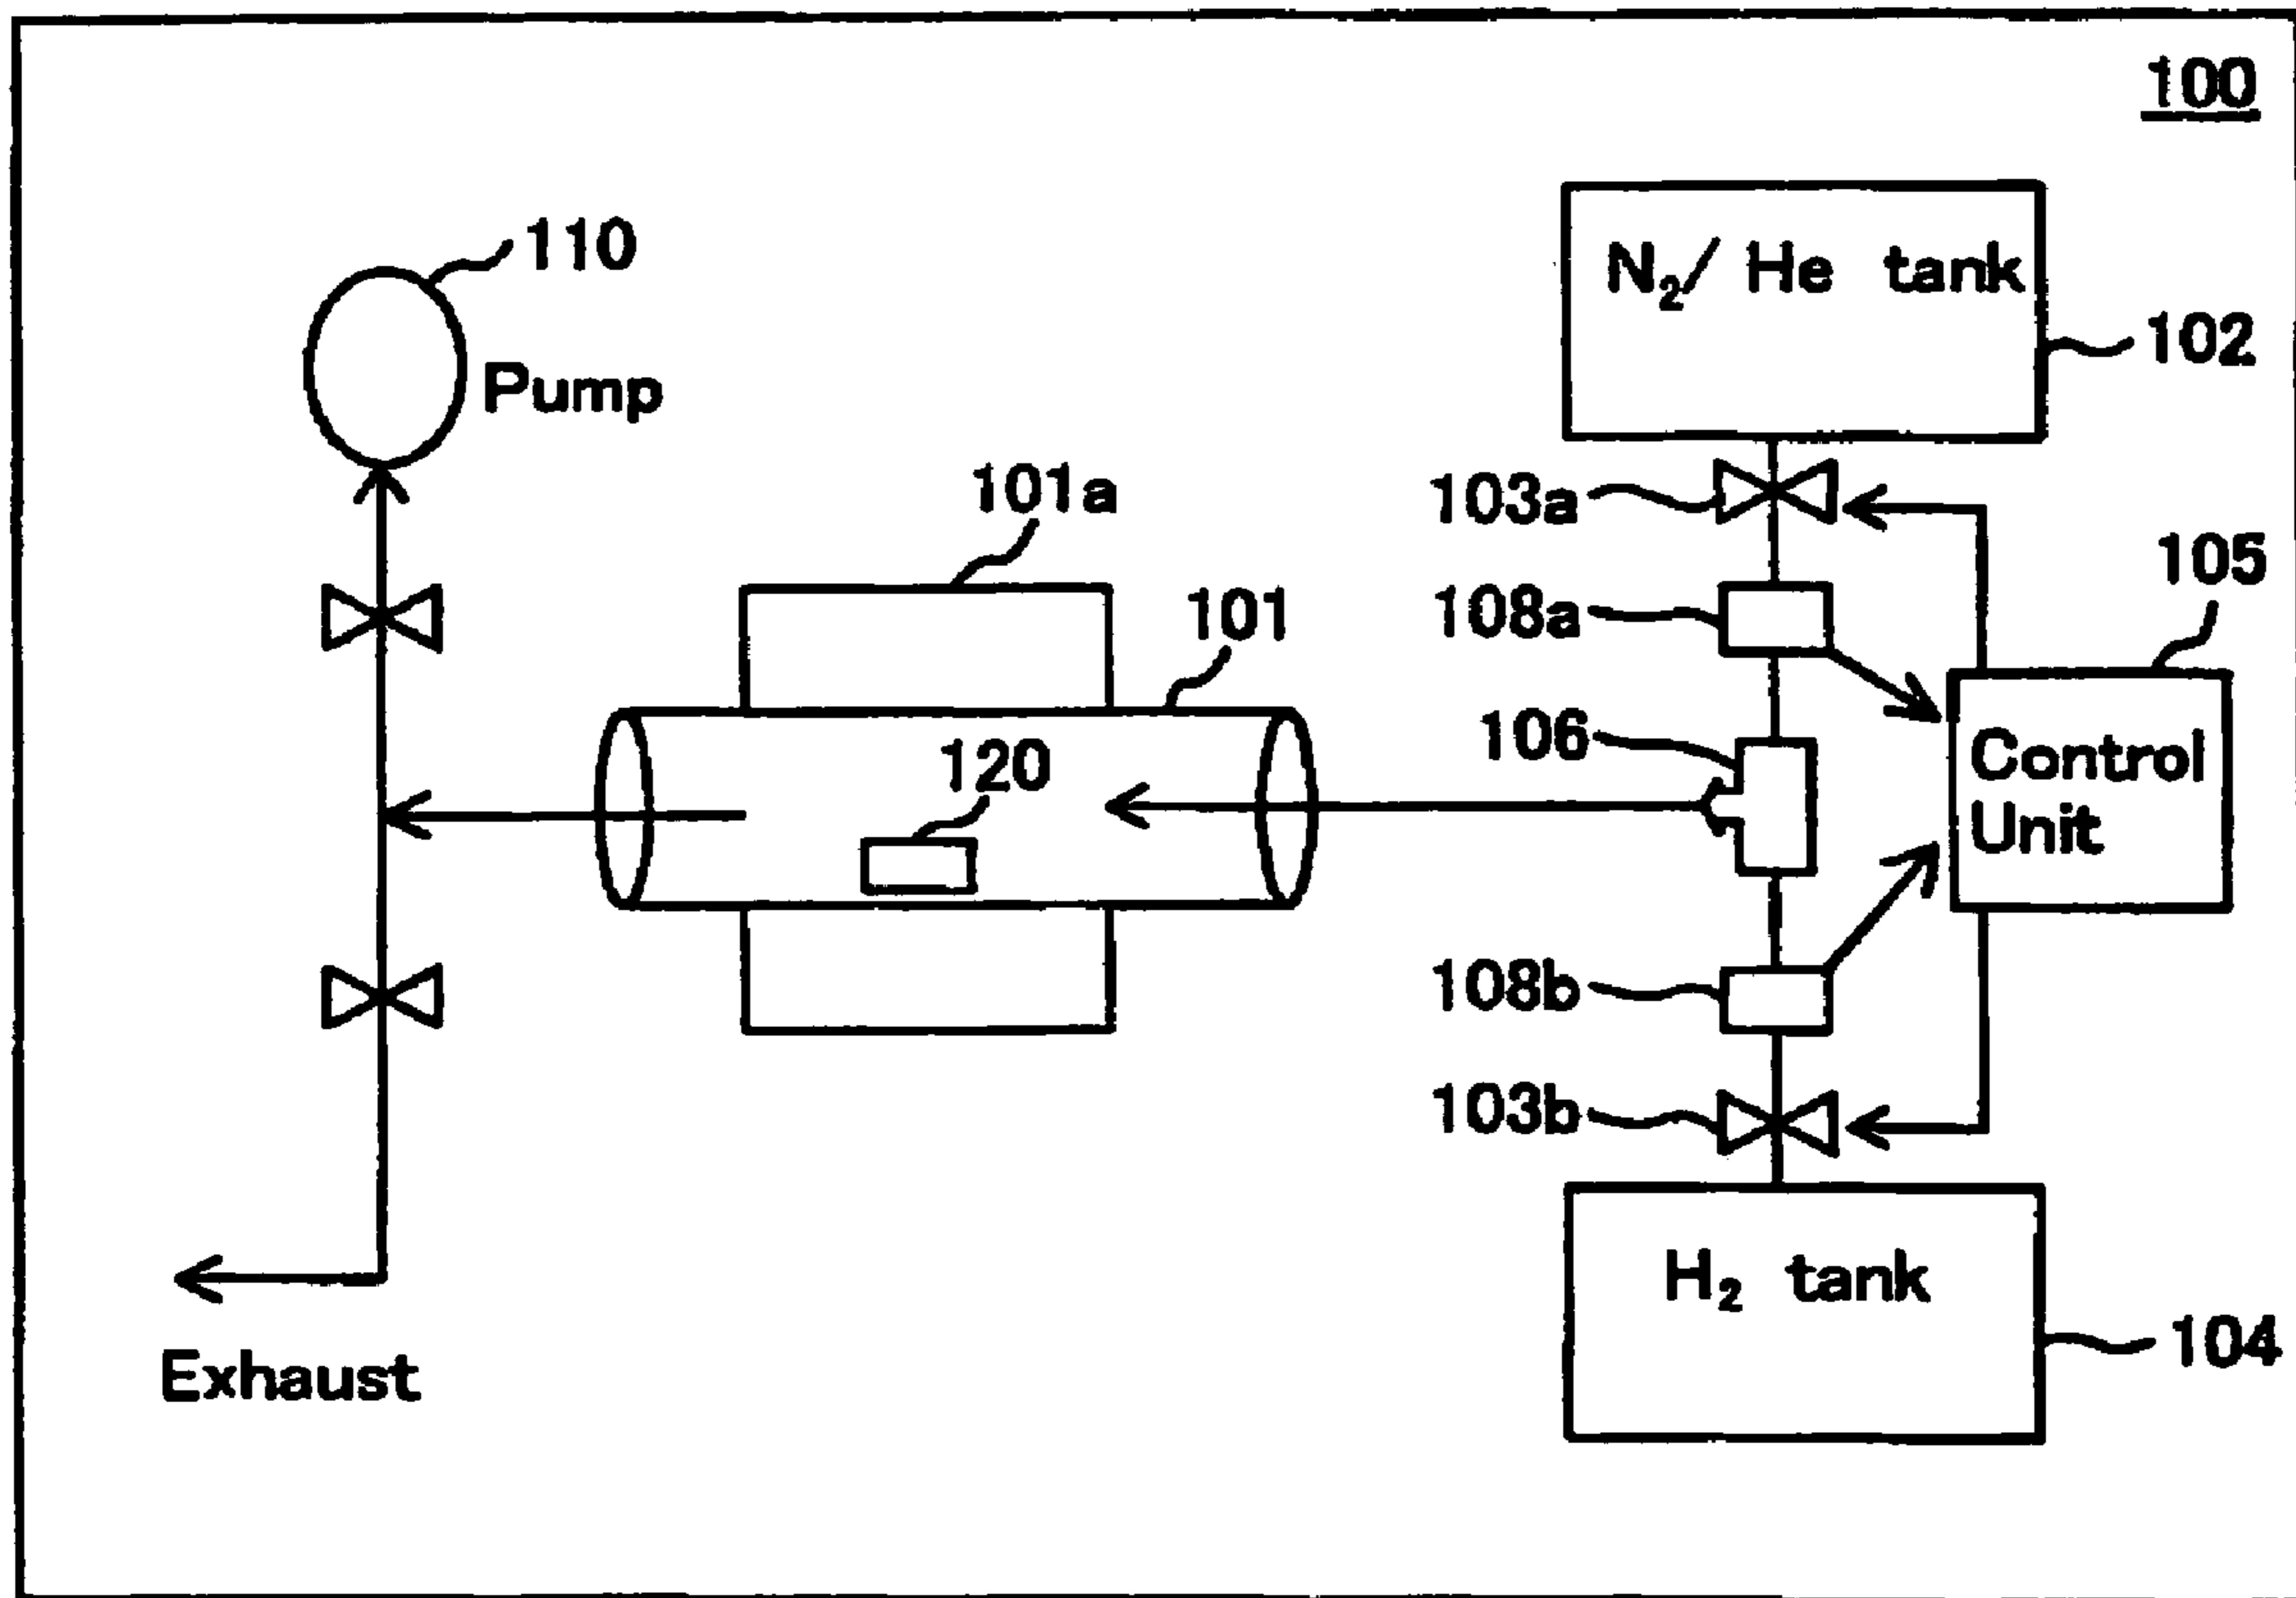 100
110
N₂/ He tank
102
Pump
101a
103a
105
108a
101
106
Control
Unit
120
108b
103b
H₂ tank
104
Exhaust